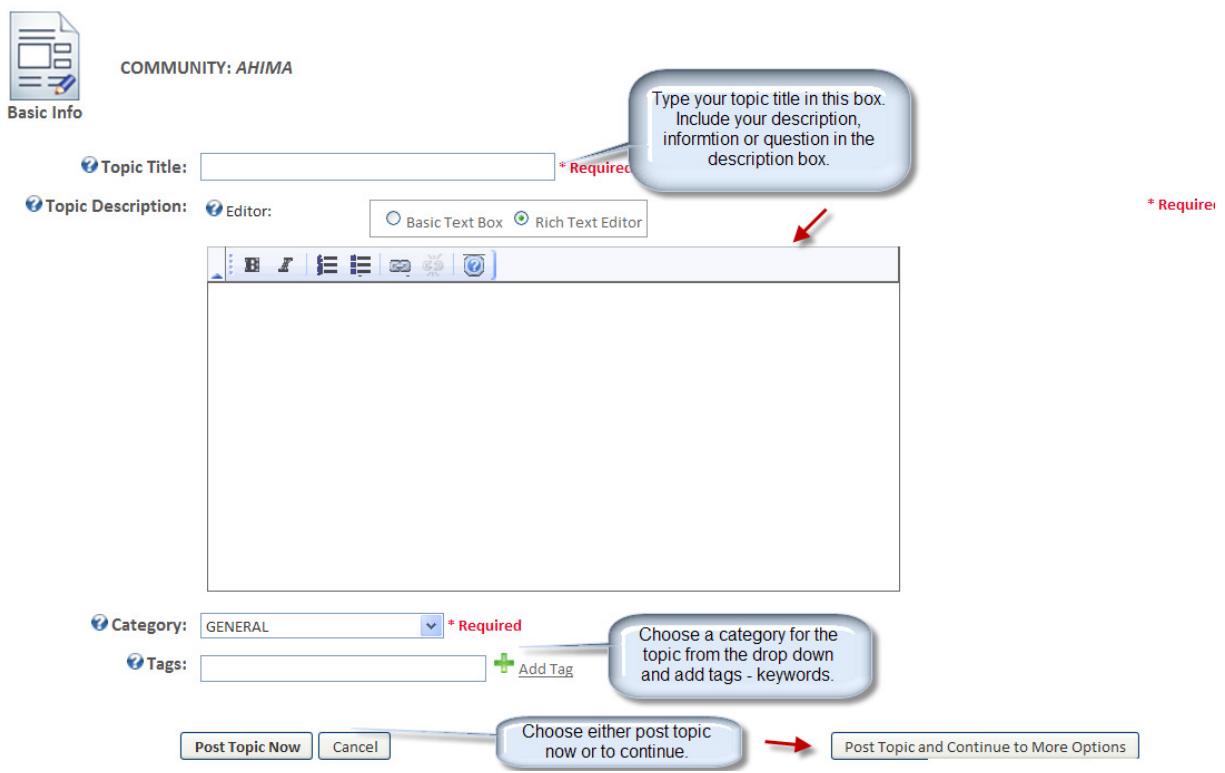 COMMUNITY: AHIMA
Basic Info
Type your topic title in this box.
Include your description,
informtion or question in the
description box.
Topic Title:
* Required
Topic Description:
Editor:
Basic Text Box
Rich Text Editor
* Require
B I
Category:
GENERAL
* Required
Tags:
Add Tag
Choose a category for the
topic from the drop down
and add tags - keywords.
Post Topic Now
Cancel
Choose either post topic
now or to continue.
Post Topic and Continue to More Options